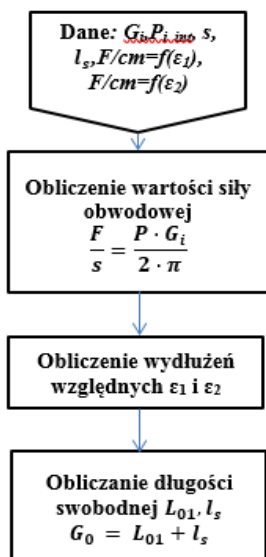 Dane: Gᵢ,Pᵢ ᵢₙₜ, s,
lₛ,F/cm=f(ε₁),
F/cm=f(ε₂)
Obliczenie wartości siły
obwodowej
F/s = P · Gᵢ / 2 · π
Obliczenie wydłużeń
względnych ε₁ i ε₂
Obliczanie długości
swobodnej L₀₁, lₛ
G₀ = L₀₁ + lₛ